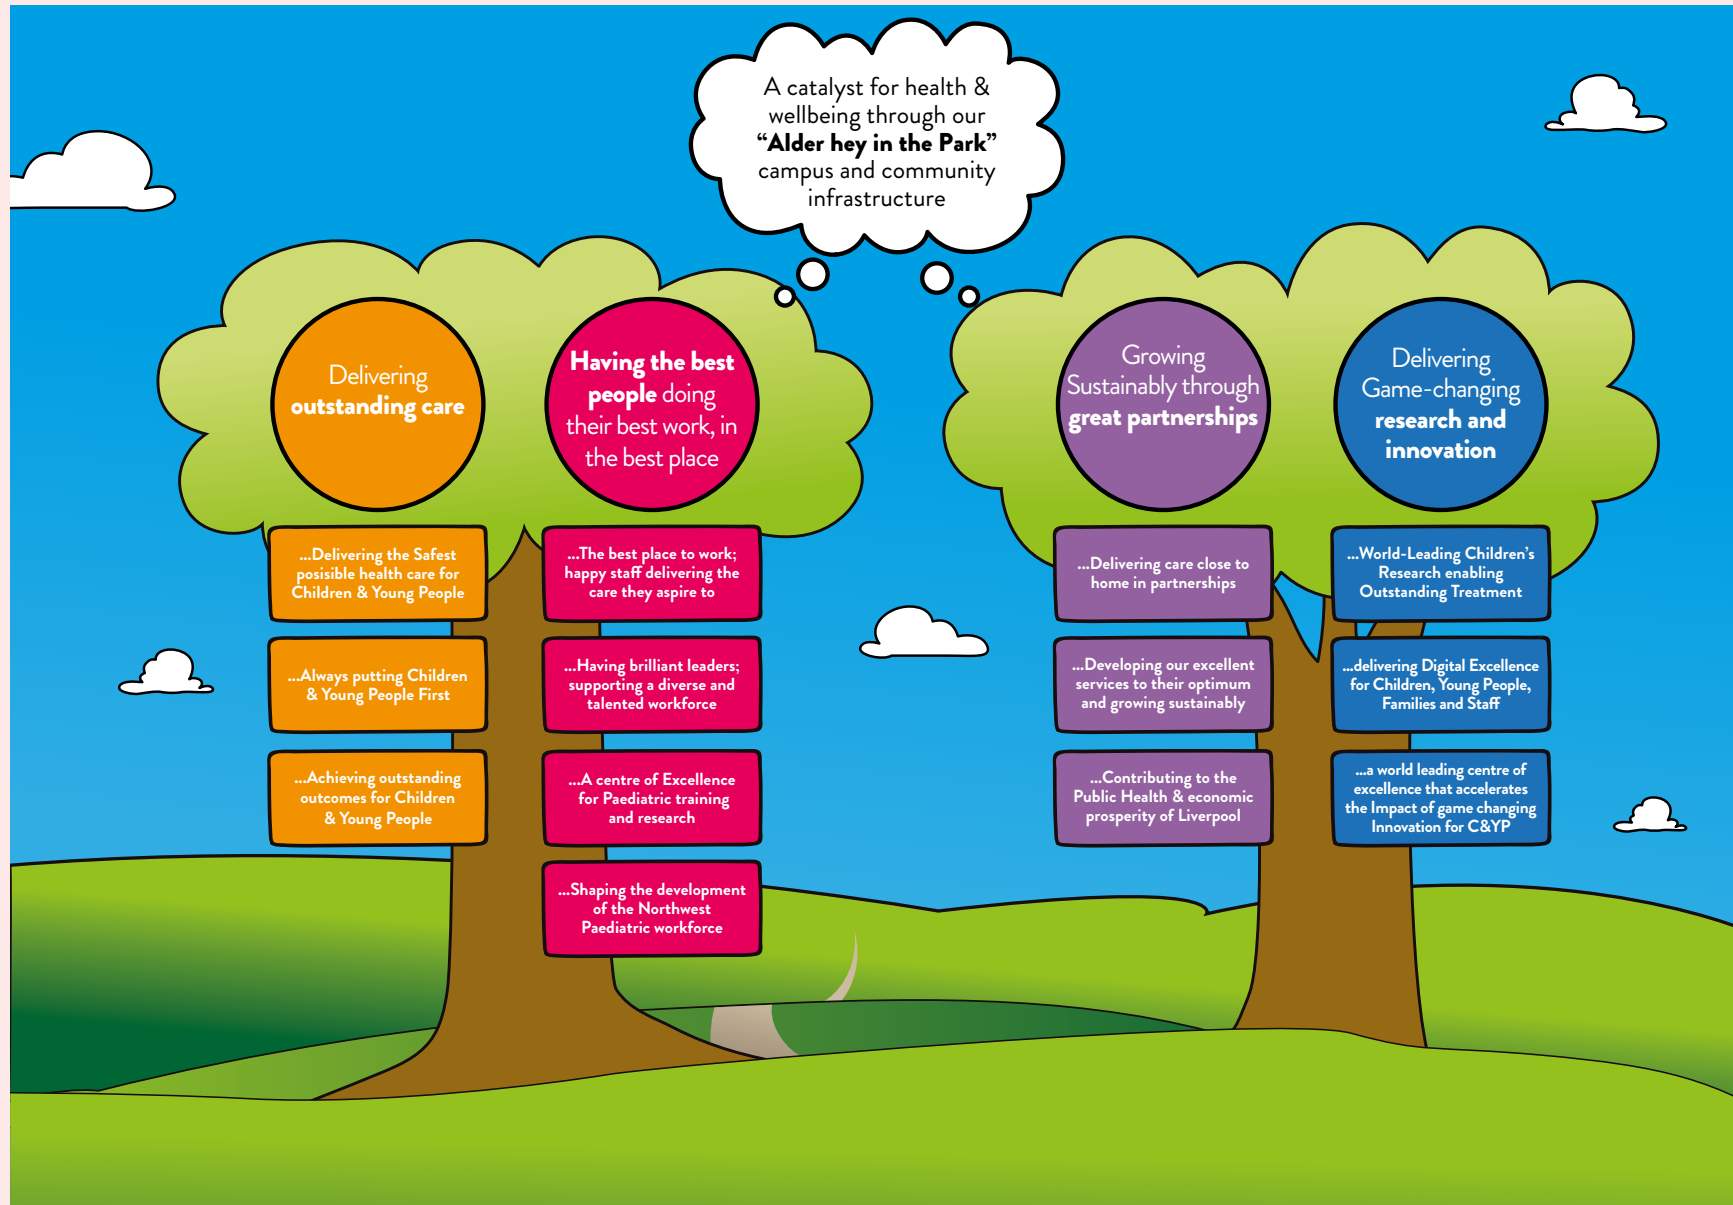 A catalyst for health &
wellbeing through our
“Alder hey in the Park”
campus and community
infrastructure
Delivering
outstanding care
...Delivering the Safest
posisible health care for
Children & Young People
...Always putting Children
& Young People First
...Achieving outstanding
outcomes for Children
& Young People
Having the best
people doing
their best work, in
the best place
...The best place to work;
happy staff delivering the
care they aspire to
...Having brilliant leaders;
supporting a diverse and
talented workforce
...A centre of Excellence
for Paediatric training
and research
...Shaping the development
of the Northwest
Paediatric workforce
Growing
Sustainably through
great partnerships
...Delivering care close to
home in partnerships
...Developing our excellent
services to their optimum
and growing sustainably
...Contributing to the
Public Health & economic
prosperity of Liverpool
Delivering
Game-changing
research and
innovation
...World-Leading Children’s
Research enabling
Outstanding Treatment
...delivering Digital Excellence
for Children, Young People,
Families and Staff
...a world leading centre of
excellence that accelerates
the Impact of game changing
Innovation for C&YP